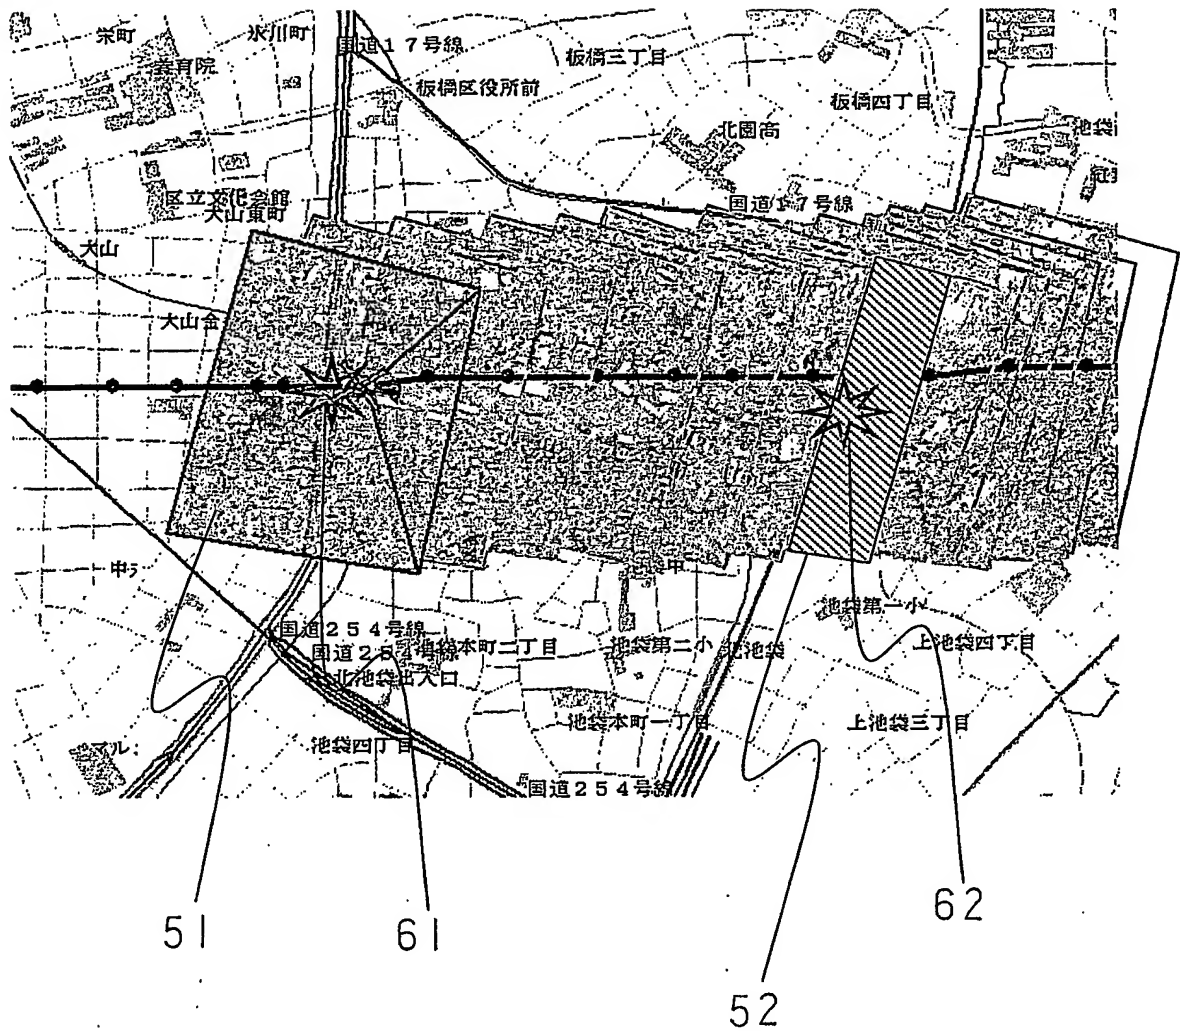 栄町
氷川町
国道17号線
養育院
板橋三丁目
板橋区役所前
板橋四丁目
北園高
池袋
区立文化会館
大山東町
国道17号線
大山
大山金
池袋第一小
国道254号線
池袋本町二丁目
池袋第二小
北池袋
上池袋四丁目
国道25
北池袋出入口
池袋本町一丁目
上池袋三丁目
マル
池袋四丁目
国道254号線
51
61
62
52